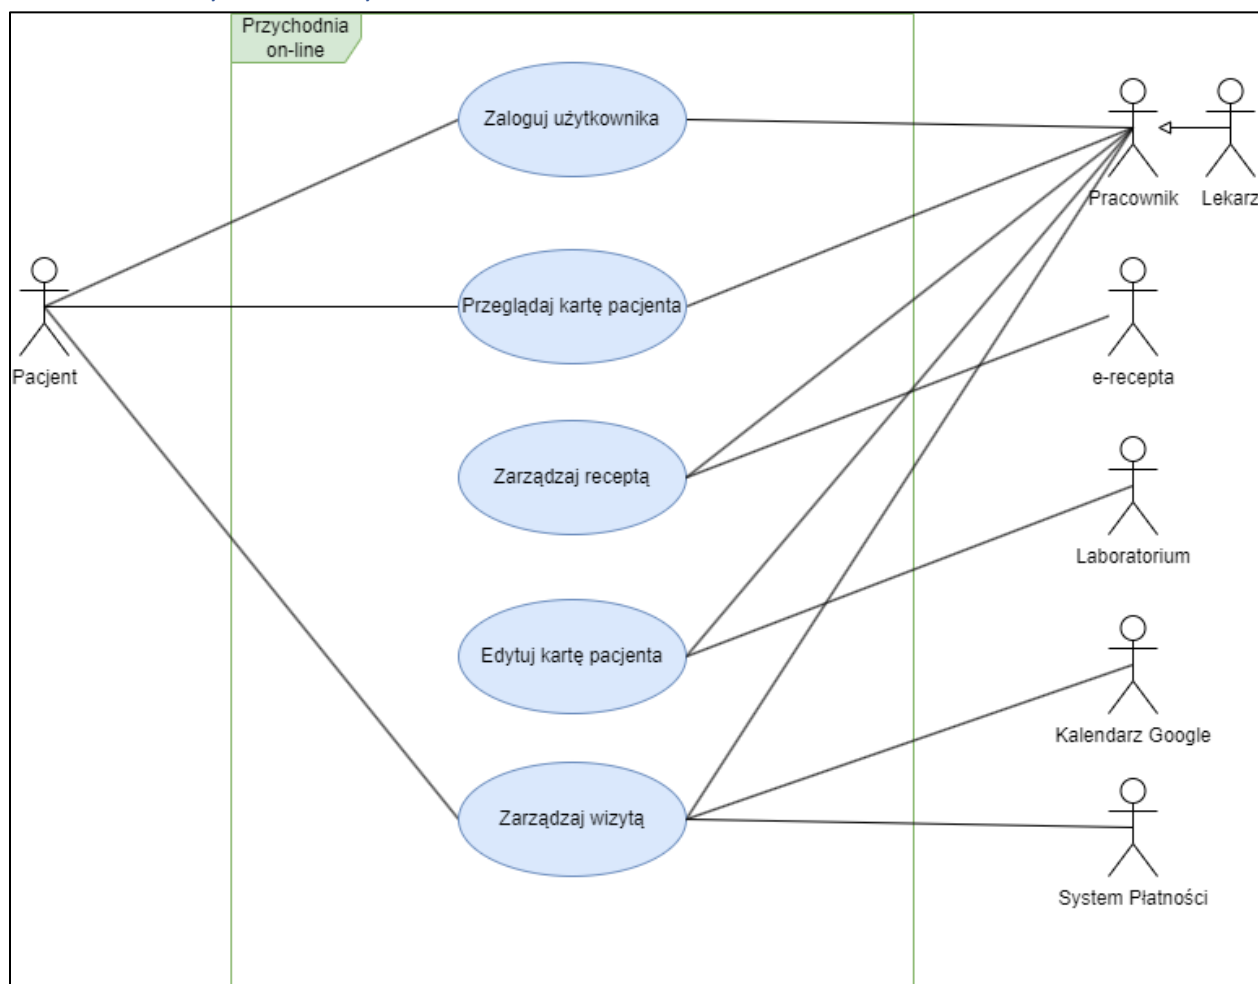 Przychodnia
on-line
Zaloguj użytkownika
Pracownik
Lekarz
Przeglądaj kartę pacjenta
Pacjent
e-recepta
Zarządzaj receptą
Laboratorium
Edytuj kartę pacjenta
Kalendarz Google
Zarządzaj wizytą
System Płatności